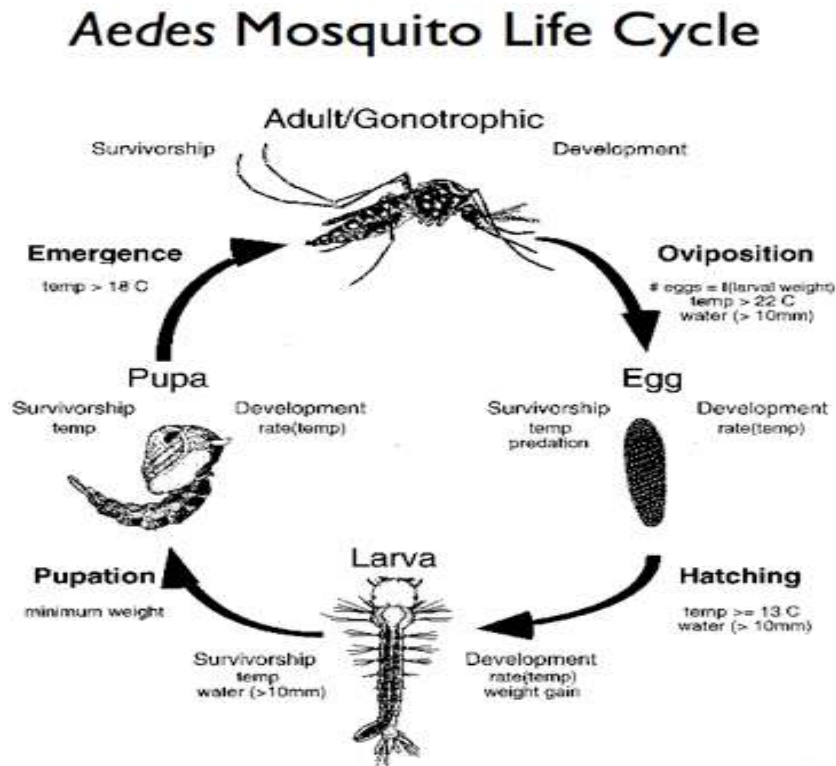 Aedes Mosquito Life Cycle
Adult/Gonotrophic
Survivorship
Development
Oviposition
# eggs = f(larval weight)
temp > 22 C
water (> 10mm)
Egg
Survivorship
temp
predation
Development
rate(temp)
Hatching
temp >= 13 C
water (> 10mm)
Larva
Development
rate(temp)
weight gain
Survivorship
temp
water (>10mm)
Pupation
minimum weight
Pupa
Survivorship
temp
Development
rate(temp)
Emergence
temp > 18 C